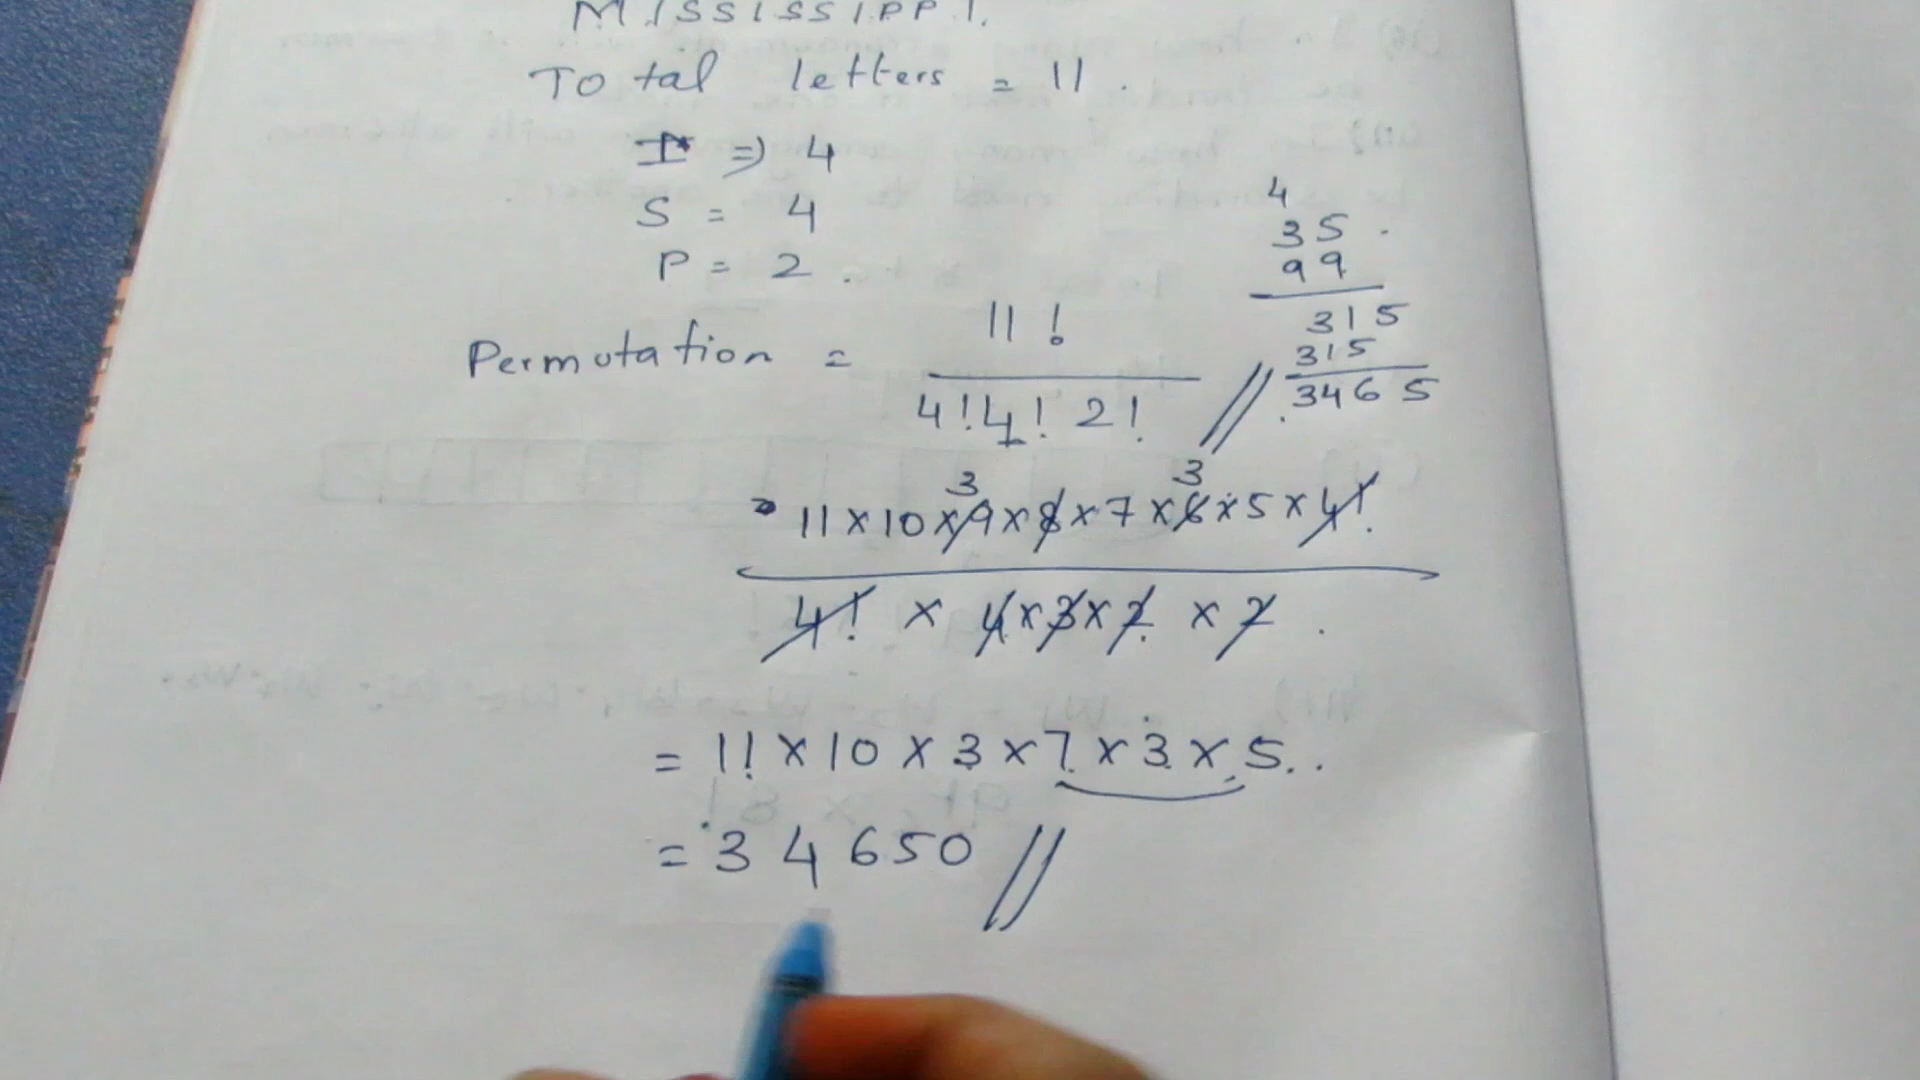 MISSISSIPPI.
Total letters = 11.
I => 4
S = 4
P = 2.
Permutation = 11! / 4!4! 2! //
4
35.
99
315
315
3465
3 3
= 11×10×9×8×7×6×5×4!
4! × 4×3×2 × 2.
= 11×10×3×7×3×5..
= 34650 //